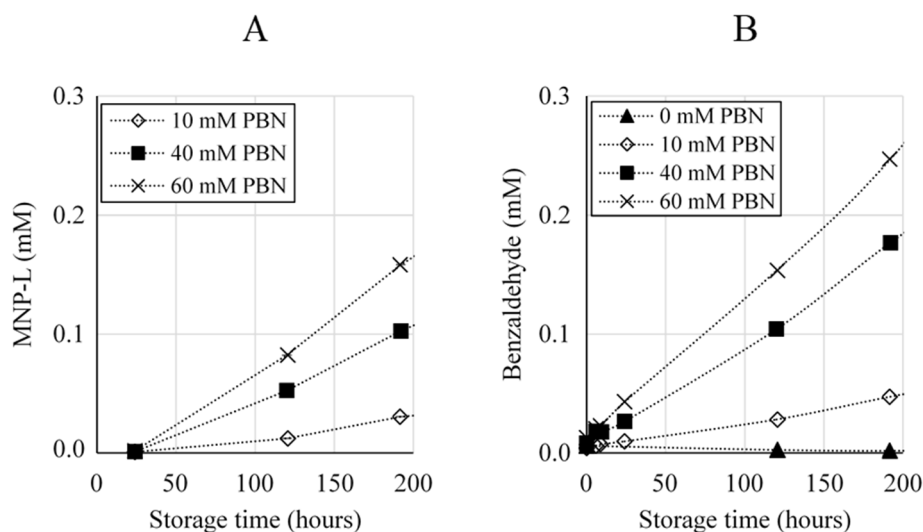 A
MNP-L (mM)
0.3
0.2
0.1
0.0
10 mM PBN
40 mM PBN
60 mM PBN
0 50 100 150 200
Storage time (hours)
B
Benzaldehyde (mM)
0.3
0.2
0.1
0.0
0 mM PBN
10 mM PBN
40 mM PBN
60 mM PBN
0 50 100 150 200
Storage time (hours)